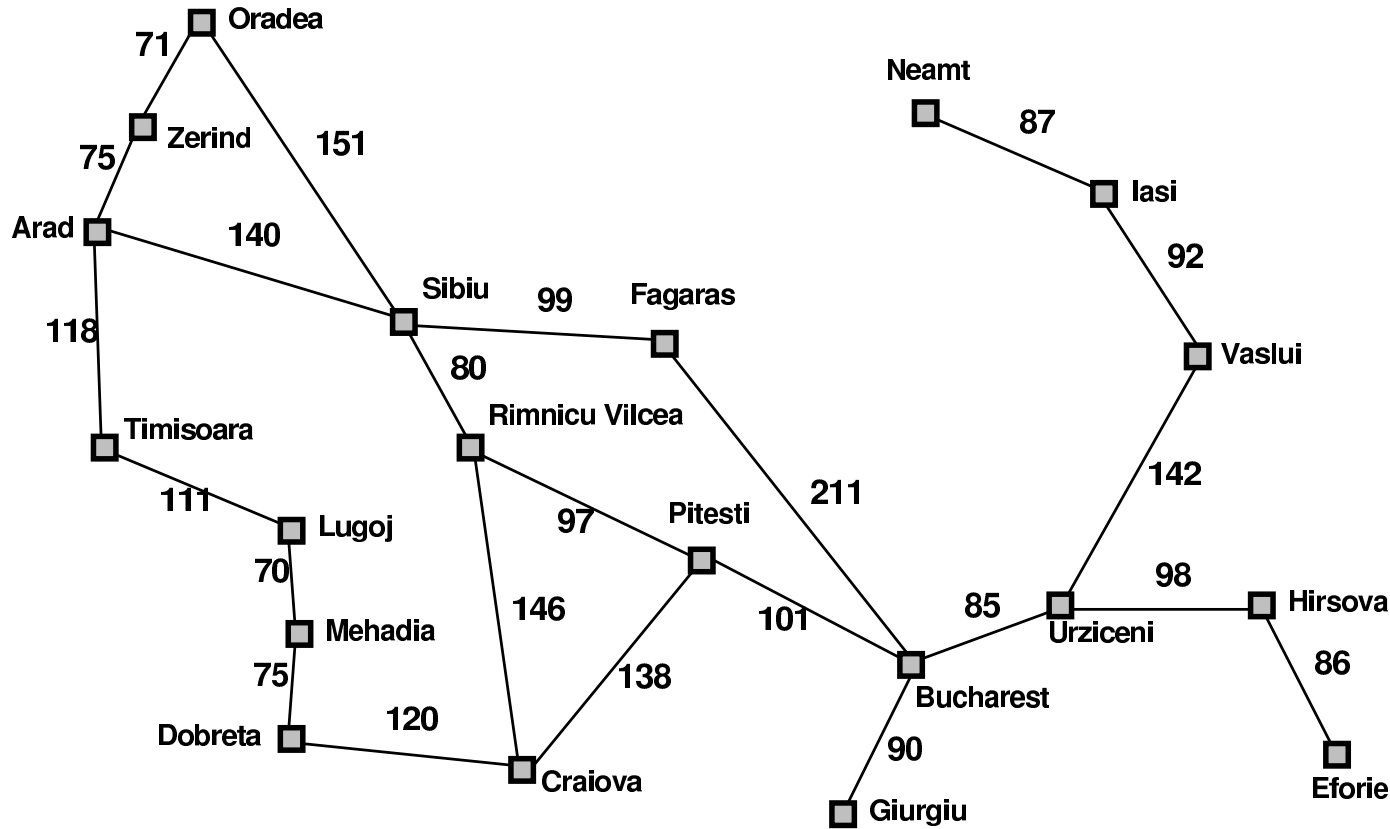 Oradea
71
Neamt
87
Zerind
151
75
Iasi
Arad
140
92
Sibiu
99
Fagaras
118
Vaslui
80
Rimnicu Vilcea
Timisoara
142
111
211
Pitesti
97
Lugoj
70
98
146
85
Hirsova
101
Urziceni
Mehadia
86
75
138
Bucharest
120
Dobreta
90
Craiova
Eforie
Giurgiu